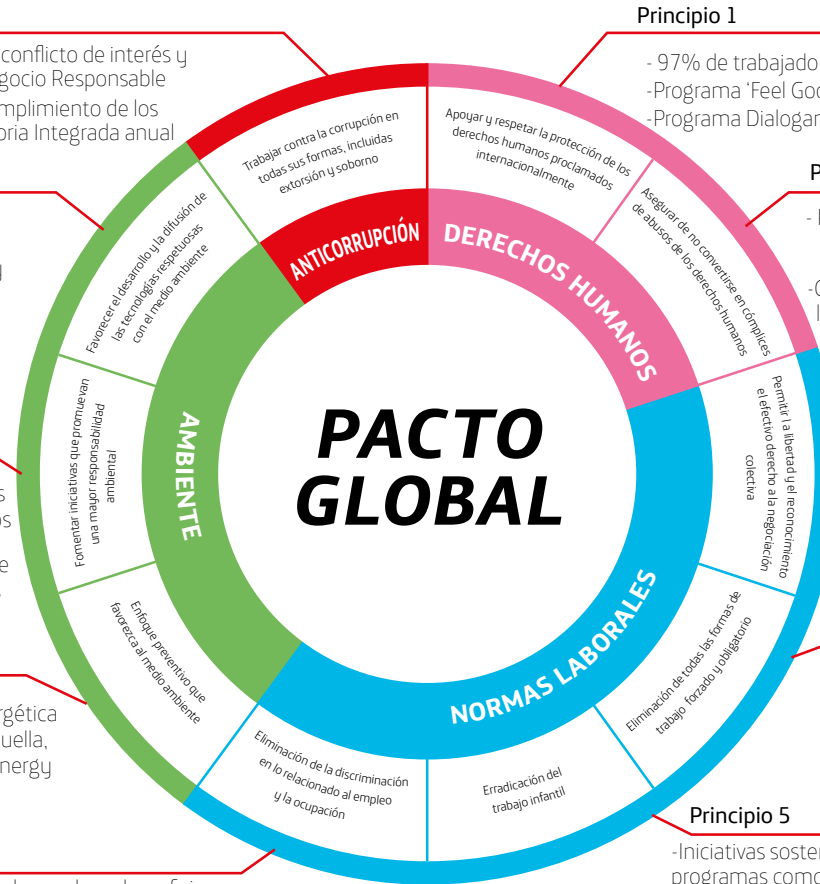 Principio 1
- 97% de trabajado
-Programa ‘Feel Goo
-Programa Dialogar
conflicto de interés y
gocio Responsable
mplimiento de los
oria Integrada anual
PACTO
GLOBAL
DERECHOS HUMANOS
Apoyar y respetar la protección de los
derechos humanos proclamados
internacionalmente
Asegurar de no convertirse en cómplices
de abusos de los derechos humanos
NORMAS LABORALES
Permitir l a libertad y el reconocimiento
el efectivo derecho a la negociación
colectiva
Eliminación de todas las formas de
trabajo forzado y obligatorio
Erradicación del
trabajo infantil
Eliminación de la discriminación
en lo relacionado al empleo
y la ocupación
AMBIENTE
Enfoque preventivo que
favorezca al medio ambiente
Fomentar iniciativas que promuevan
una mayor responsabilidad
ambiental
Favorecer el desarrollo y la difusión de
las tecnologías respetuosas
con el medio ambiente
ANTICORRUPCIÓN
Trabajar contra la corrupción en
todas sus formas, incluidas
extorsión y soborno
rgética
uella,
nergy
Principio 5
-Iniciativas sosten
programas como